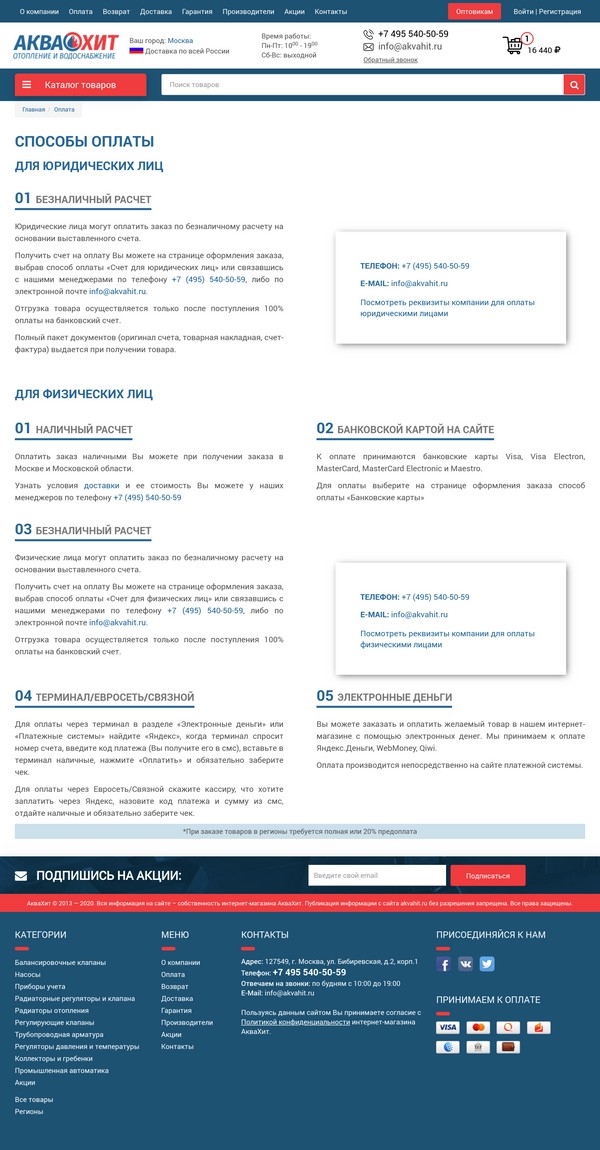 О компании Оплата Возврат Доставка Гарантия Производители Акции Контакты Оптовикам Войти | Регистрация
АКВАХИТ
ОТОПЛЕНИЕ И ВОДОСНАБЖЕНИЕ
Ваш город: Москва
Доставка по всей России
Время работы:
Пн-Пт: 10⁰⁰ - 19⁰⁰
Сб-Вс: выходной
+7 495 540-50-59
info@akvahit.ru
Обратный звонок
1
16 440 ₽
Каталог товаров
Поиск товаров
Главная / Оплата
СПОСОБЫ ОПЛАТЫ
ДЛЯ ЮРИДИЧЕСКИХ ЛИЦ
01 БЕЗНАЛИЧНЫЙ РАСЧЕТ
Юридические лица могут оплатить заказ по безналичному расчету на
основании выставленного счета.
Получить счет на оплату Вы можете на странице оформления заказа,
выбрав способ оплаты «Счет для юридических лиц» или связавшись
с нашими менеджерами по телефону +7 (495) 540-50-59, либо по
электронной почте info@akvahit.ru.
Отгрузка товара осуществляется только после поступления 100%
оплаты на банковский счет.
Полный пакет документов (оригинал счета, товарная накладная, счет-
фактура) выдается при получении товара.
ТЕЛЕФОН: +7 (495) 540-50-59
E-MAIL: info@akvahit.ru
Посмотреть реквизиты компании для оплаты
юридическими лицами
ДЛЯ ФИЗИЧЕСКИХ ЛИЦ
01 НАЛИЧНЫЙ РАСЧЕТ
Оплатить заказ наличными Вы можете при получении заказа в
Москве и Московской области.
Узнать условия доставки и ее стоимость Вы можете у наших
менеджеров по телефону +7 (495) 540-50-59
02 БАНКОВСКОЙ КАРТОЙ НА САЙТЕ
К оплате принимаются банковские карты Visa, Visa Electron,
MasterCard, MasterCard Electronic и Maestro.
Для оплаты выберите на странице оформления заказа способ
оплаты «Банковские карты»
03 БЕЗНАЛИЧНЫЙ РАСЧЕТ
Физические лица могут оплатить заказ по безналичному расчету на
основании выставленного счета.
Получить счет на оплату Вы можете на странице оформления заказа,
выбрав способ оплаты «Счет для физических лиц» или связавшись с
нашими менеджерами по телефону +7 (495) 540-50-59, либо по
электронной почте info@akvahit.ru.
Отгрузка товара осуществляется только после поступления 100%
оплаты на банковский счет.
ТЕЛЕФОН: +7 (495) 540-50-59
E-MAIL: info@akvahit.ru
Посмотреть реквизиты компании для оплаты
физическими лицами
04 ТЕРМИНАЛ/ЕВРОСЕТЬ/СВЯЗНОЙ
Для оплаты через терминал в разделе «Электронные деньги» или
«Платежные системы» найдите «Яндекс», когда терминал спросит
номер счета, введите код платежа (Вы получите его в смс), вставьте в
терминал наличные, нажмите «Оплатить» и обязательно заберите
чек.
Для оплаты через Евросеть/Связной скажите кассиру, что хотите
заплатить через Яндекс, назовите код платежа и сумму из смс,
отдайте наличные и обязательно заберите чек.
05 ЭЛЕКТРОННЫЕ ДЕНЬГИ
Вы можете заказать и оплатить желаемый товар в нашем интернет-
магазине с помощью электронных денег. Мы принимаем к оплате
Яндекс.Деньги, WebMoney, Qiwi.
Оплата производится непосредственно на сайте платежной системы.
*При заказе товаров в регионы требуется полная или 20% предоплата
ПОДПИШИСЬ НА АКЦИИ:
Введите свой email
Подписаться
АкваХит © 2013 — 2020. Вся информация на сайте – собственность интернет-магазина АкваХит. Публикация информации с сайта akvahit.ru без разрешения запрещена. Все права защищены.
КАТЕГОРИИ
Балансировочные клапаны
Насосы
Приборы учета
Радиаторные регуляторы и клапана
Радиаторы отопления
Регулирующие клапаны
Трубопроводная арматура
Регуляторы давления и температуры
Коллекторы и гребенки
Промышленная автоматика
Акции
Все товары
Регионы
МЕНЮ
О компании
Оплата
Возврат
Доставка
Гарантия
Производители
Акции
Контакты
КОНТАКТЫ
Адрес: 127549, г. Москва, ул. Бибиревская, д.2, корп.1
Телефон: +7 495 540-50-59
Отвечаем на звонки: по будням с 10:00 до 19:00
E-Mail: info@akvahit.ru
Пользуясь данным сайтом Вы принимаете согласие с
Политикой конфиденциальности интернет-магазина
АкваХит.
ПРИСОЕДИНЯЙСЯ К НАМ
ПРИНИМАЕМ К ОПЛАТЕ
VISA